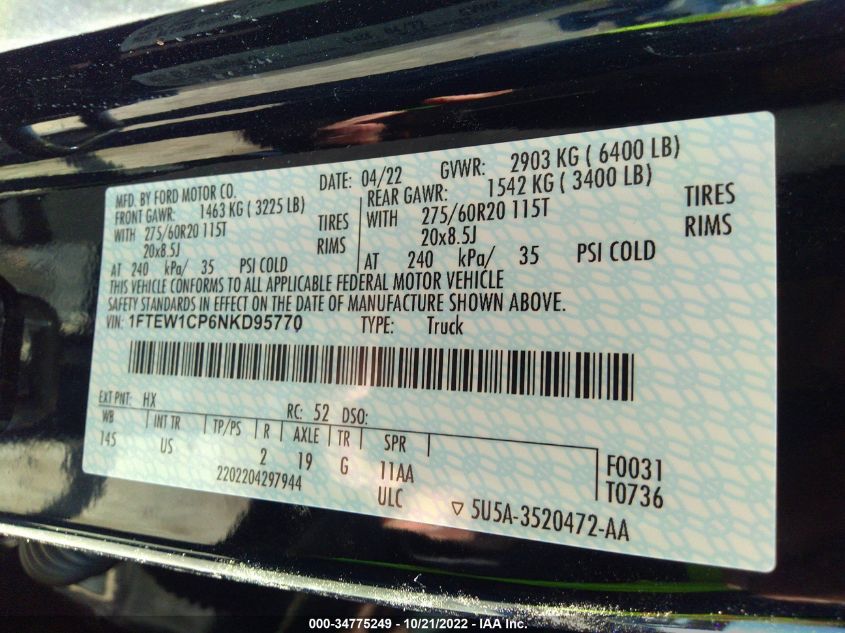 MFD. BY FORD MOTOR CO.
DATE: 04/22 GVWR: 2903 KG ( 6400 LB)
FRONT GAWR: 1463 KG ( 3225 LB) REAR GAWR: 1542 KG ( 3400 LB)
WITH 275/60R20 115T TIRES WITH 275/60R20 115T TIRES
20x8.5J RIMS 20x8.5J RIMS
AT 240 kPa/ 35 PSI COLD AT 240 kPa/ 35 PSI COLD
THIS VEHICLE CONFORMS TO ALL APPLICABLE FEDERAL MOTOR VEHICLE
SAFETY STANDARDS IN EFFECT ON THE DATE OF MANUFACTURE SHOWN ABOVE.
VIN: 1FTEW1CP6NKD95770 TYPE: Truck
EXT PNT: HX RC: 52 DSO:
WB INT TR TP/PS R AXLE TR SPR
145 US 2 19 G 11AA F0031
2202204297944 ULC T0736
5U5A-3520472-AA
000-34775249 - 10/21/2022 - IAA Inc.